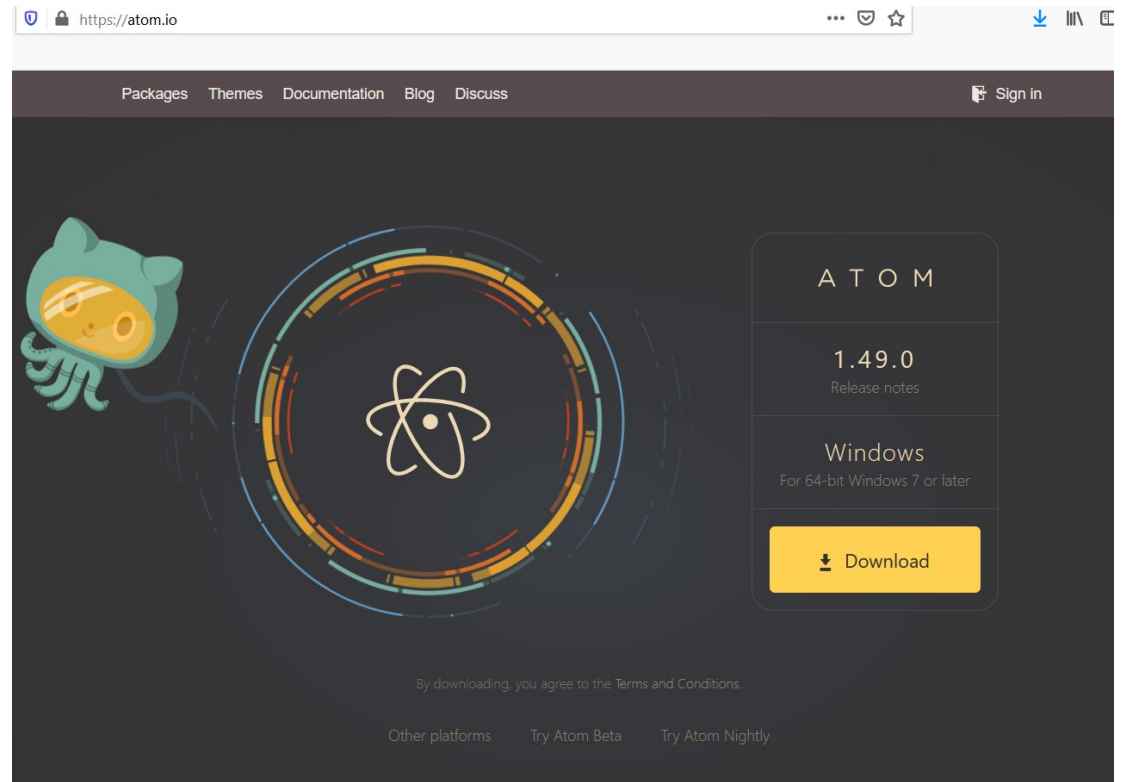 https://atom.io
Packages Themes Documentation Blog Discuss Sign in
ATOM
1.49.0
Release notes
Windows
For 64-bit Windows 7 or later
Download
By downloading, you agree to the Terms and Conditions.
Other platforms Try Atom Beta Try Atom Nightly